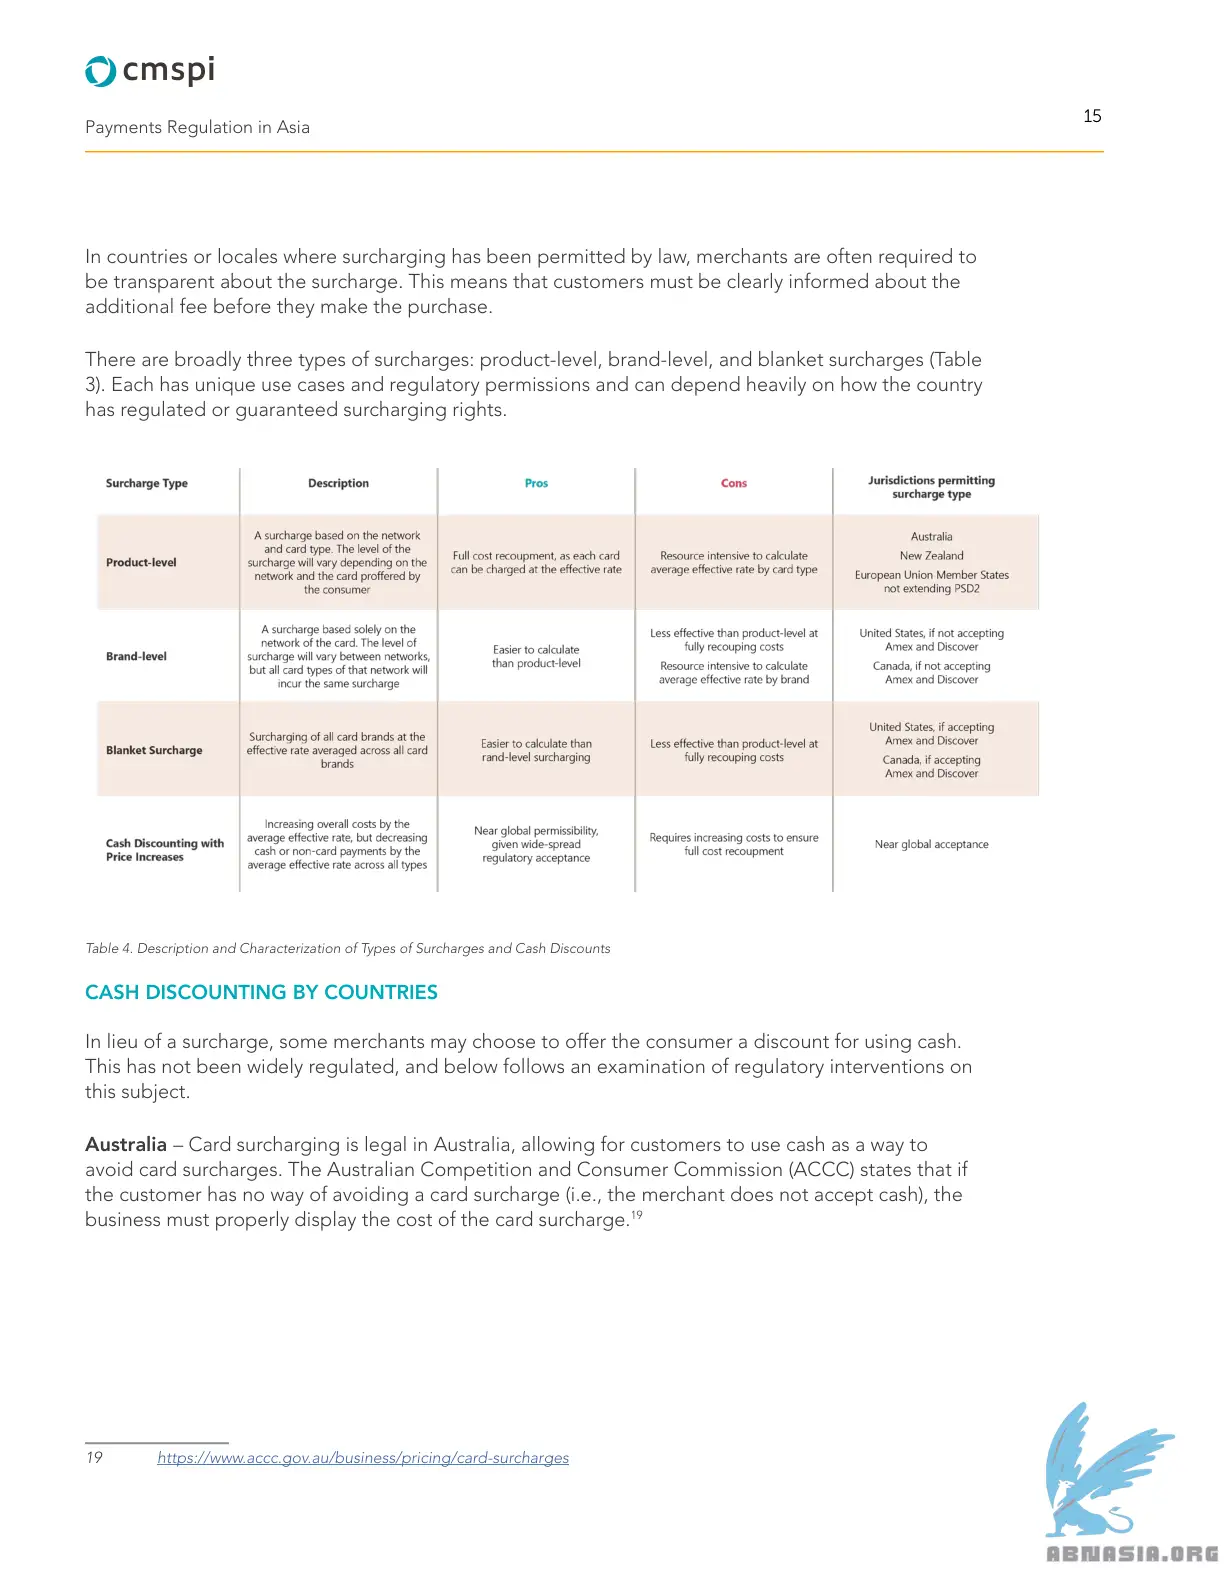 cmspi
Payments Regulation in Asia
15
In countries or locales where surcharging has been permitted by law, merchants are often required to
be transparent about the surcharge. This means that customers must be clearly informed about the
additional fee before they make the purchase.
There are broadly three types of surcharges: product-level, brand-level, and blanket surcharges (Table
3). Each has unique use cases and regulatory permissions and can depend heavily on how the country
has regulated or guaranteed surcharging rights.
Surcharge Type
Description
Pros
Cons
Jurisdictions permitting
surcharge type
Product-level
A surcharge based on the network
and card type. The level of the
surcharge will vary depending on the
network and the card proffered by
the consumer
Full cost recoupment, as each card
can be charged at the effective rate
Resource intensive to calculate
average effective rate by card type
Australia
New Zealand
European Union Member States
not extending PSD2
Brand-level
A surcharge based solely on the
network of the card. The level of
surcharge will vary between networks,
but all card types of that network will
incur the same surcharge
Easier to calculate
than product-level
Less effective than product-level at
fully recouping costs
Resource intensive to calculate
average effective rate by brand
United States, if not accepting
Amex and Discover
Canada, if not accepting
Amex and Discover
Blanket Surcharge
Surcharging of all card brands at the
effective rate averaged across all card
brands
Easier to calculate than
rand-level surcharging
Less effective than product-level at
fully recouping costs
United States, if accepting
Amex and Discover
Canada, if accepting
Amex and Discover
Cash Discounting with
Price Increases
Increasing overall costs by the
average effective rate, but decreasing
cash or non-card payments by the
average effective rate across all types
Near global permissibility,
given wide-spread
regulatory acceptance
Requires increasing costs to ensure
full cost recoupment
Near global acceptance
Table 4. Description and Characterization of Types of Surcharges and Cash Discounts
CASH DISCOUNTING BY COUNTRIES
In lieu of a surcharge, some merchants may choose to offer the consumer a discount for using cash.
This has not been widely regulated, and below follows an examination of regulatory interventions on
this subject.
Australia – Card surcharging is legal in Australia, allowing for customers to use cash as a way to
avoid card surcharges. The Australian Competition and Consumer Commission (ACCC) states that if
the customer has no way of avoiding a card surcharge (i.e., the merchant does not accept cash), the
business must properly display the cost of the card surcharge.19
19 https://www.accc.gov.au/business/pricing/card-surcharges
ABNASIA.ORG